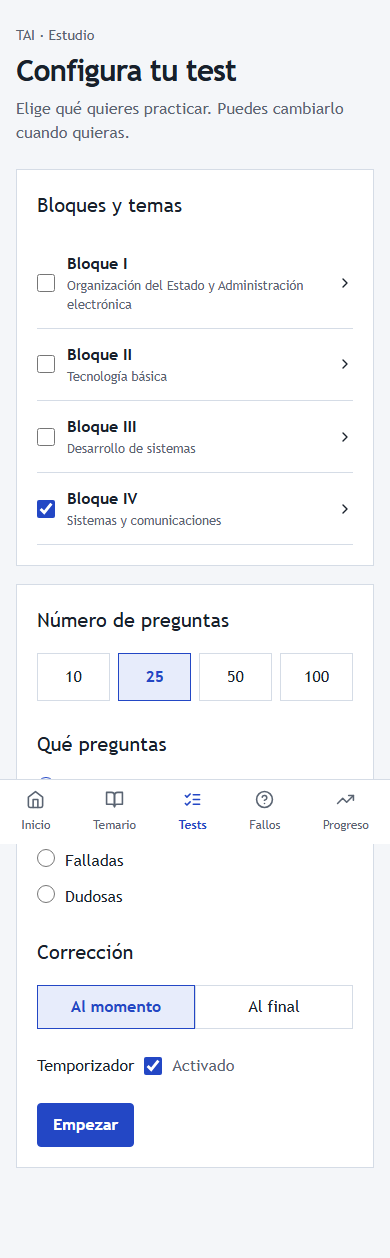 TAI · Estudio
Configura tu test
Elige qué quieres practicar. Puedes cambiarlo
cuando quieras.
Bloques y temas
Bloque I
Organización del Estado y Administración
electrónica
Bloque II
Tecnología básica
Bloque III
Desarrollo de sistemas
Bloque IV
Sistemas y comunicaciones
Número de preguntas
10 25 50 100
Qué preguntas
Inicio Temario Tests Fallos Progreso
Falladas
Dudosas
Corrección
Al momento Al final
Temporizador Activado
Empezar